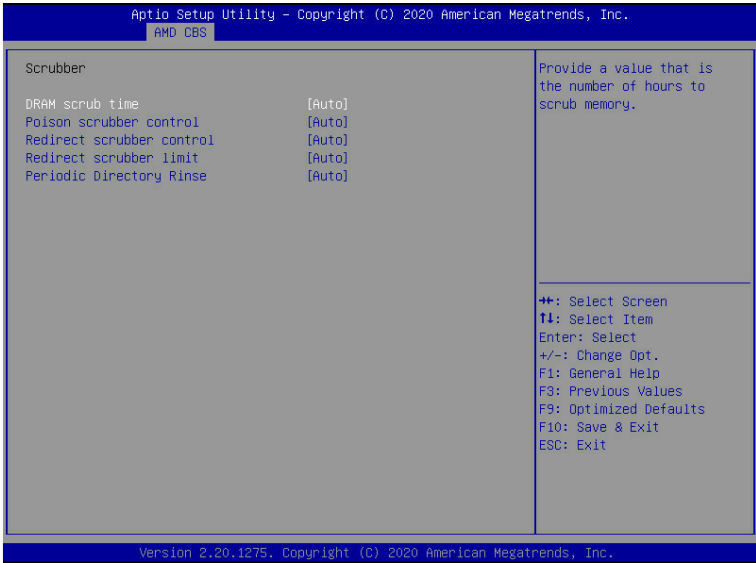 Aptio Setup Utility – Copyright (C) 2020 American Megatrends, Inc.
AMD CBS
Scrubber
DRAM scrub time [Auto]
Poison scrubber control [Auto]
Redirect scrubber control [Auto]
Redirect scrubber limit [Auto]
Periodic Directory Rinse [Auto]
Provide a value that is
the number of hours to
scrub memory.
→←: Select Screen
↑↓: Select Item
Enter: Select
+/-: Change Opt.
F1: General Help
F3: Previous Values
F9: Optimized Defaults
F10: Save & Exit
ESC: Exit
Version 2.20.1275. Copyright (C) 2020 American Megatrends, Inc.